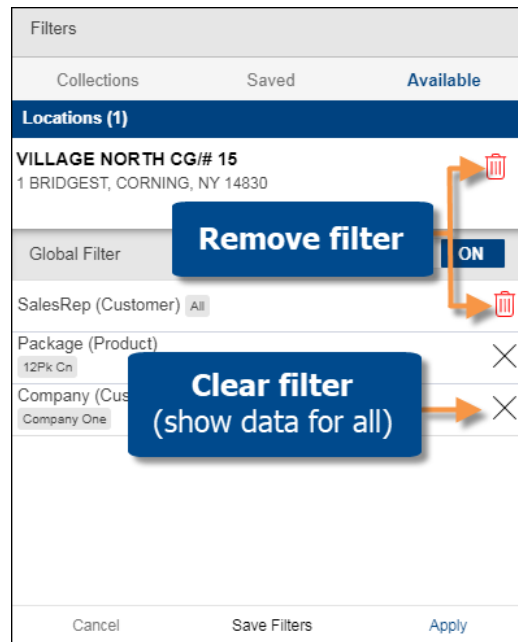 Filters
Collections Saved Available
Locations (1)
VILLAGE NORTH CG/# 15
1 BRIDGEST, CORNING, NY 14830
Remove filter
Global Filter ON
SalesRep (Customer) All
Package (Product)
12Pk Cn
Company (Cus
Company One
Clear filter
(show data for all)
Cancel Save Filters Apply